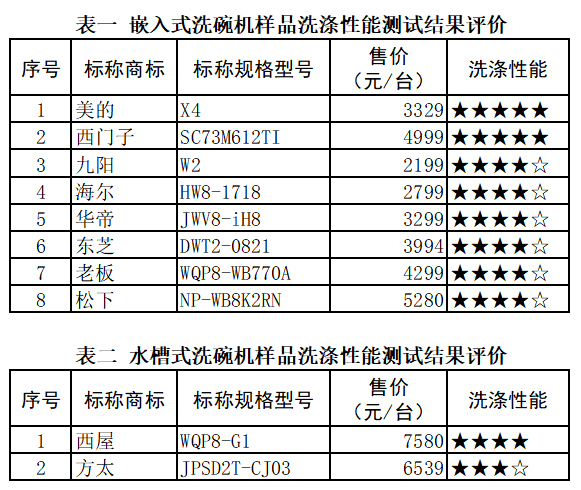 表一 嵌入式洗碗机样品洗涤性能测试结果评价
序号 标称商标 标称规格型号 售价（元/台） 洗涤性能
1 美的 X4 3329 ★★★★★
2 西门子 SC73M612TI 4999 ★★★★★
3 九阳 W2 2199 ★★★★☆
4 海尔 HW8-1718 2799 ★★★★☆
5 华帝 JWV8-iH8 3299 ★★★★☆
6 东芝 DWT2-0821 3994 ★★★★☆
7 老板 WQP8-WB770A 4299 ★★★★☆
8 松下 NP-WB8K2RN 5280 ★★★★☆
表二 水槽式洗碗机样品洗涤性能测试结果评价
序号 标称商标 标称规格型号 售价（元/台） 洗涤性能
1 西屋 WQP8-G1 7580 ★★★★
2 方太 JPSD2T-CJ03 6539 ★★★☆